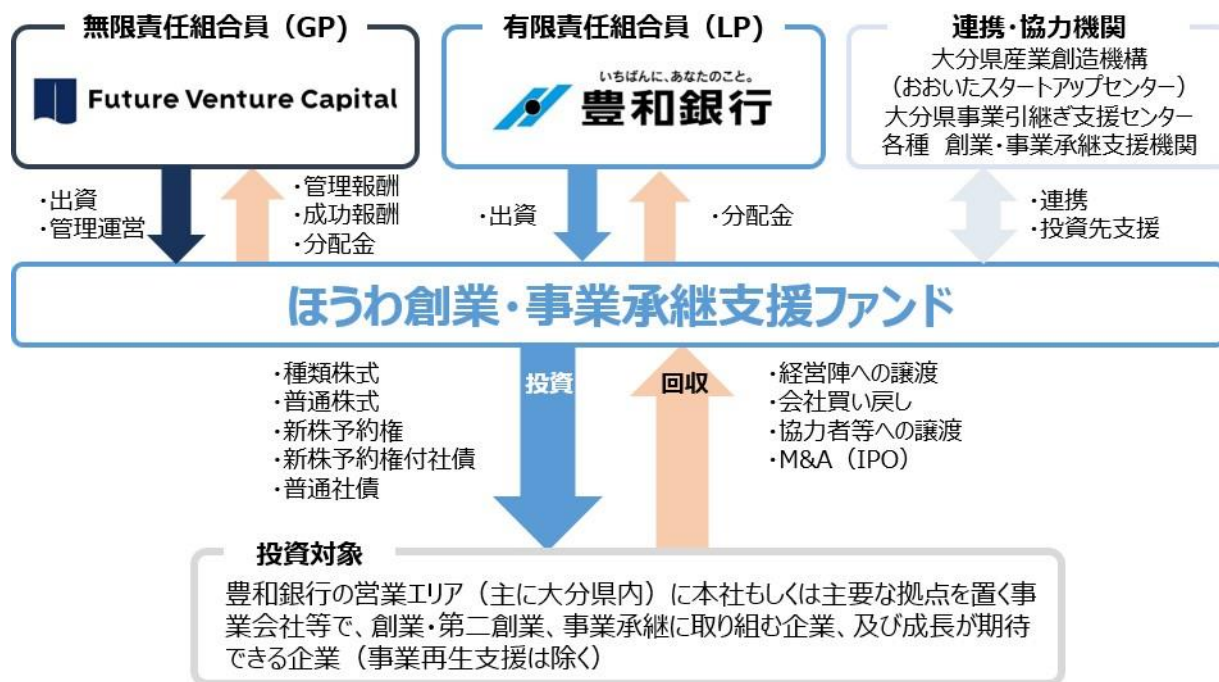 無限責任組合員（GP）
Future Venture Capital
有限責任組合員（LP）
いちばんに、あなたのこと。
豊和銀行
連携・協力機関
大分県産業創造機構
（おおいたスタートアップセンター）
大分県事業引継ぎ支援センター
各種 創業・事業承継支援機関
・出資
・管理運営
・管理報酬
・成功報酬
・分配金
・出資
・分配金
・連携
・投資先支援
ほうわ創業・事業承継支援ファンド
・種類株式
・普通株式
・新株予約権
・新株予約権付社債
・普通社債
投資
回収
・経営陣への譲渡
・会社買い戻し
・協力者等への譲渡
・M&A（IPO）
投資対象
豊和銀行の営業エリア（主に大分県内）に本社もしくは主要な拠点を置く事
業会社等で、創業・第二創業、事業承継に取り組む企業、及び成長が期待
できる企業（事業再生支援は除く）